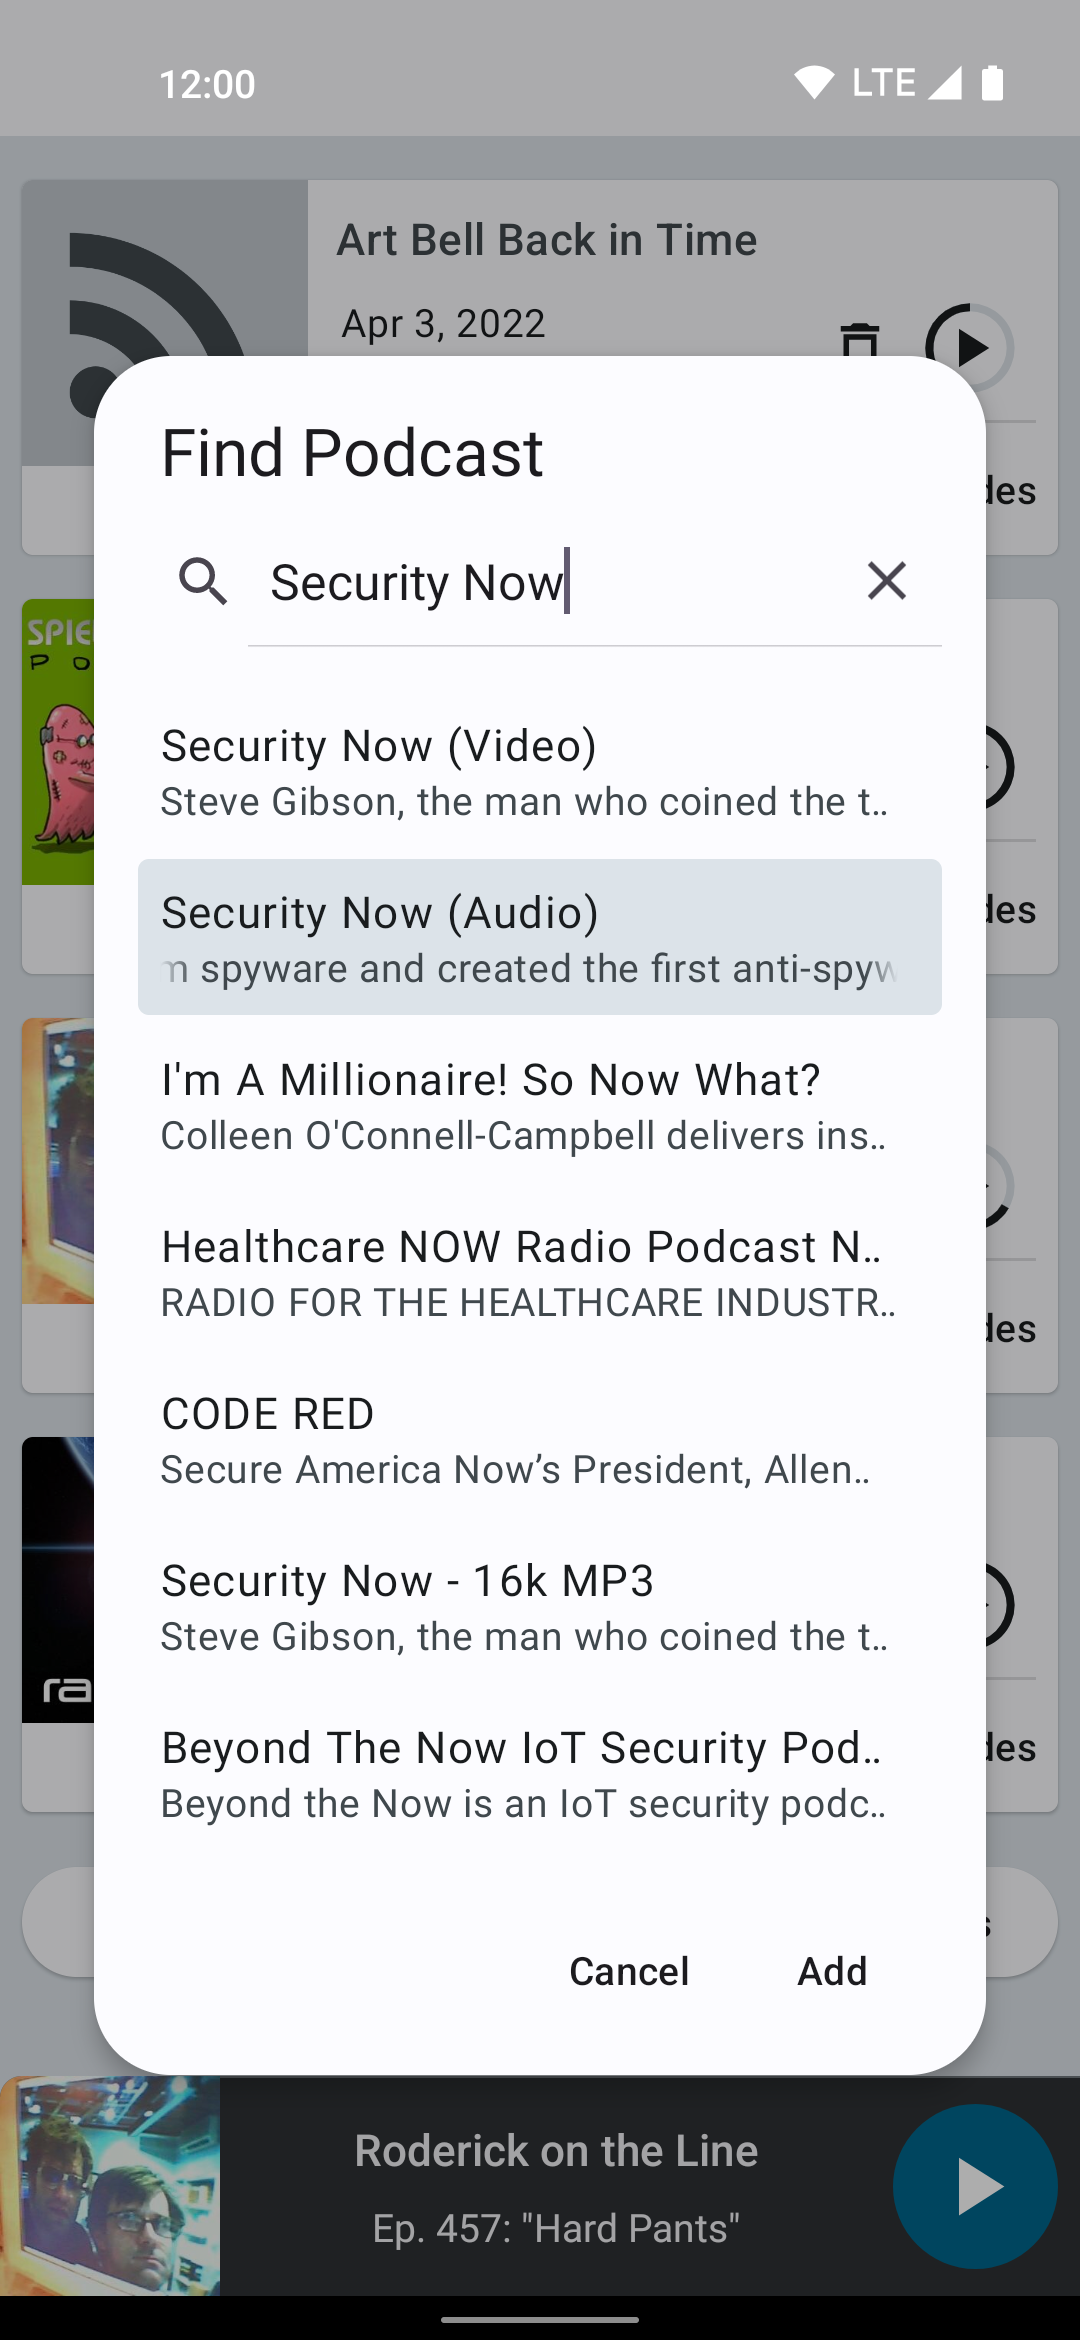 12:00
LTE
Art Bell Back in Time
Apr 3, 2022
des
Find Podcast
Security Now
SPIE
P O
Security Now (Video)
Steve Gibson, the man who coined the t..
des
Security Now (Audio)
m spyware and created the first anti-spyw
I'm A Millionaire! So Now What?
Colleen O'Connell-Campbell delivers ins..
Healthcare NOW Radio Podcast N..
RADIO FOR THE HEALTHCARE INDUSTR..
des
CODE RED
Secure America Now’s President, Allen..
Security Now - 16k MP3
Steve Gibson, the man who coined the t..
ra
Beyond The Now IoT Security Pod..
des
Beyond the Now is an IoT security podc..
s
Cancel
Add
Roderick on the Line
Ep. 457: "Hard Pants"